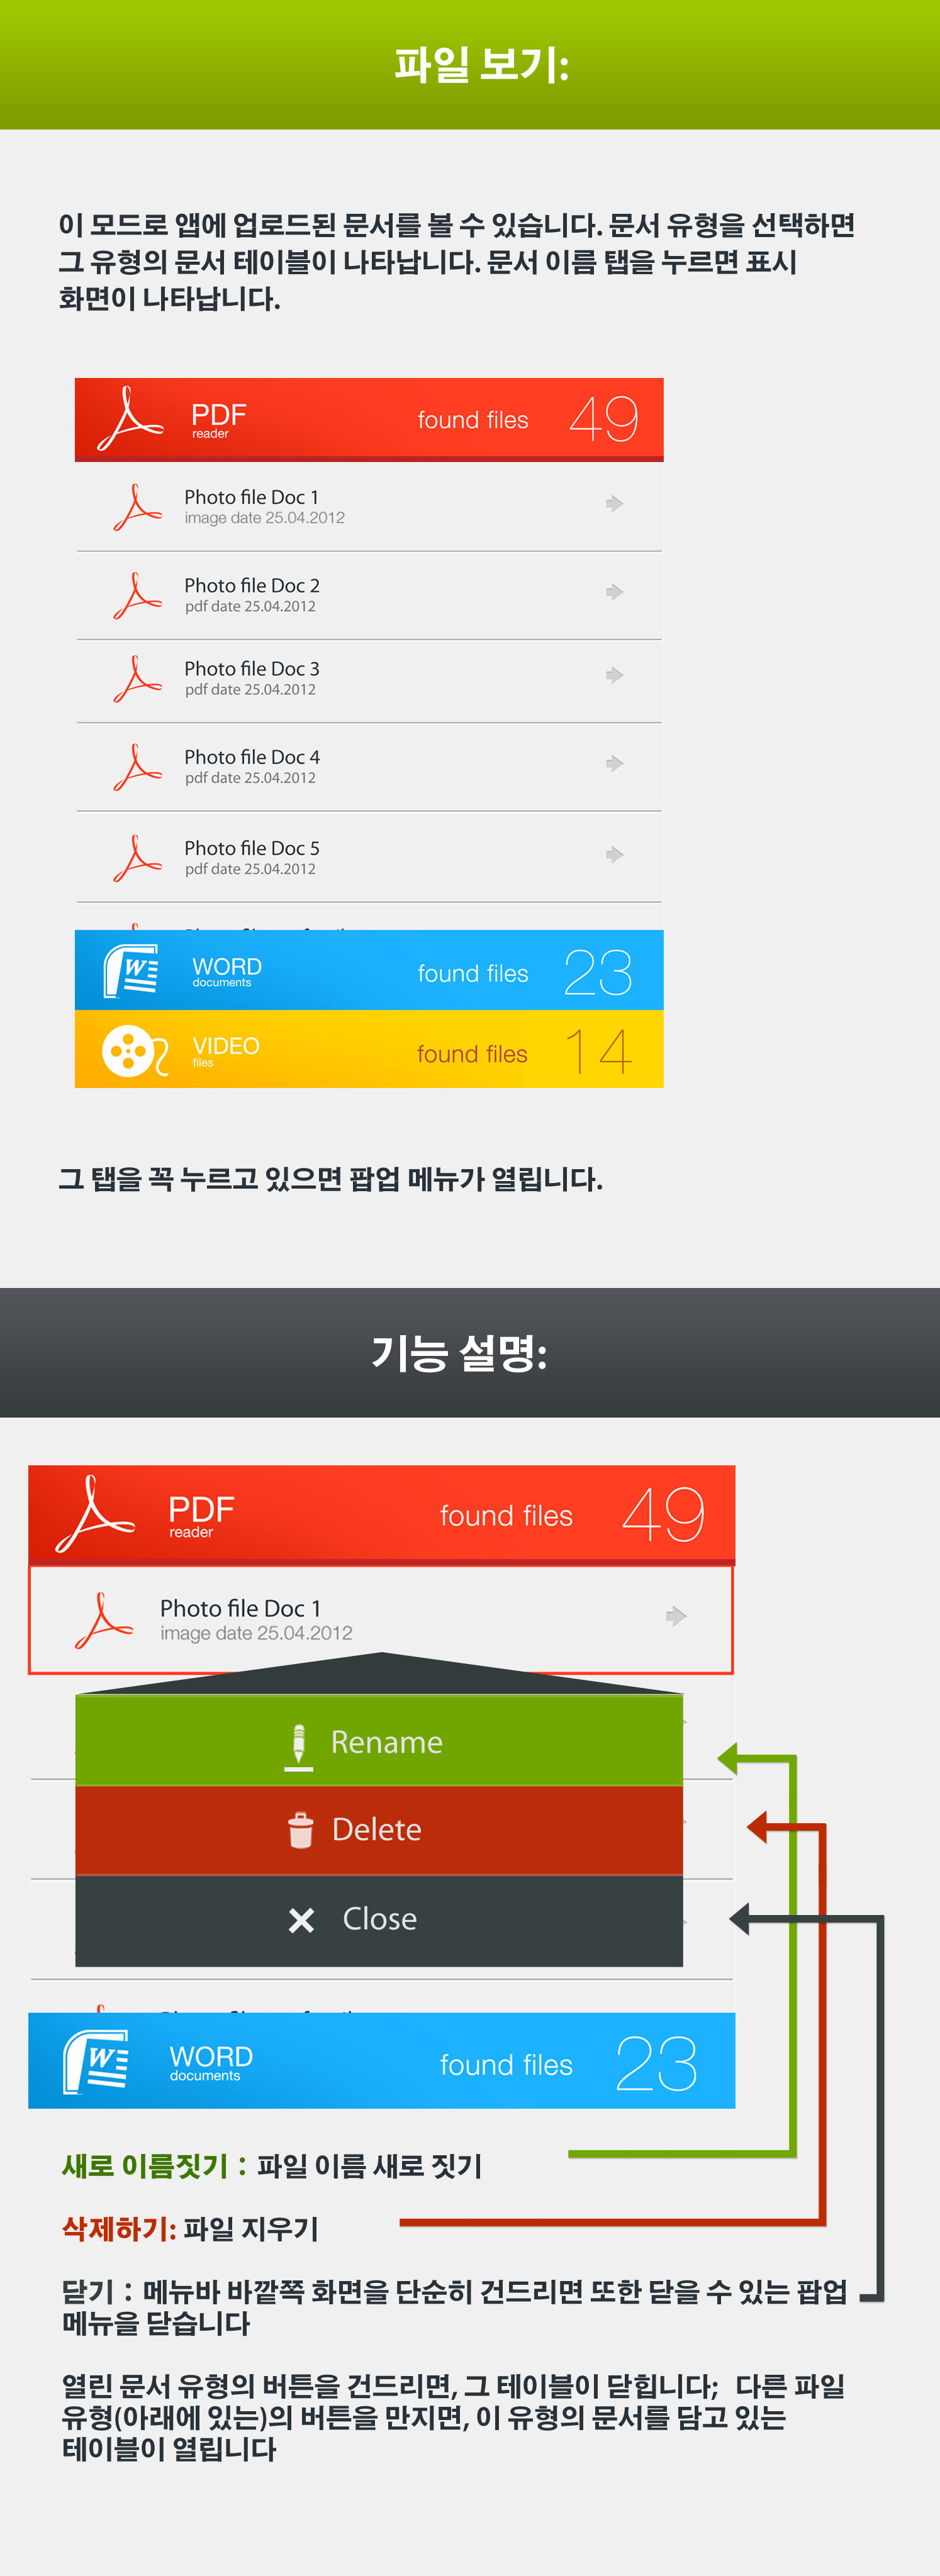 파일 보기:
이 모드로 앱에 업로드된 문서를 볼 수 있습니다. 문서 유형을 선택하면
그 유형의 문서 테이블이 나타납니다. 문서 이름 탭을 누르면 표시
화면이 나타납니다.
PDF
reader
found files 49
Photo file Doc 1
image date 25.04.2012
Photo file Doc 2
pdf date 25.04.2012
Photo file Doc 3
pdf date 25.04.2012
Photo file Doc 4
pdf date 25.04.2012
Photo file Doc 5
pdf date 25.04.2012
WORD
documents
found files 23
VIDEO
files
found files 14
그 탭을 꼭 누르고 있으면 팝업 메뉴가 열립니다.
기능 설명:
PDF
reader
found files 49
Photo file Doc 1
image date 25.04.2012
Rename
Delete
Close
WORD
documents
found files 23
새로 이름짓기 : 파일 이름 새로 짓기
삭제하기: 파일 지우기
닫기 : 메뉴바 바깥쪽 화면을 단순히 건드리면 또한 닫을 수 있는 팝업
메뉴을 닫습니다
열린 문서 유형의 버튼을 건드리면, 그 테이블이 닫힙니다; 다른 파일
유형(아래에 있는)의 버튼을 만지면, 이 유형의 문서를 담고 있는
테이블이 열립니다